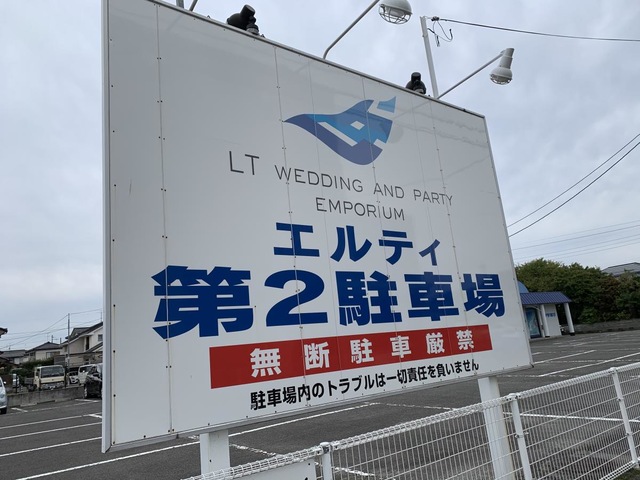 LT WEDDING AND PARTY
EMPORIUM
エルティ
第2駐車場
無断駐車厳禁
駐車場内のトラブルは一切責任を負いません